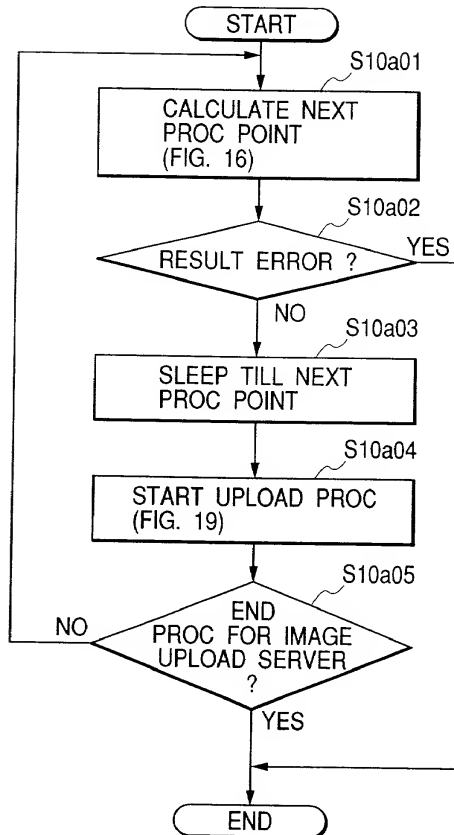 START
S10a01
CALCULATE NEXT
PROC POINT
(FIG. 16)
S10a02
RESULT ERROR ?
YES
NO
S10a03
SLEEP TILL NEXT
PROC POINT
S10a04
START UPLOAD PROC
(FIG. 19)
S10a05
END
PROC FOR IMAGE
UPLOAD SERVER
?
NO
YES
END